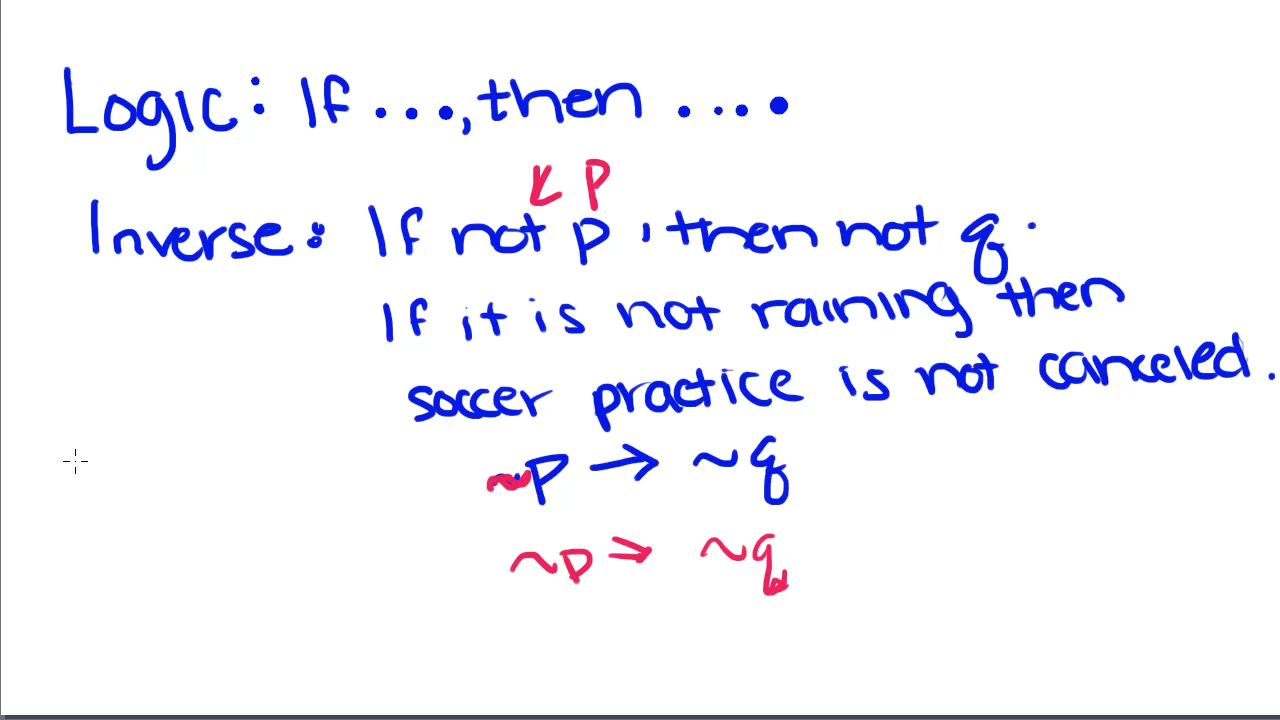 Logic: If ..., then ....
p
Inverse: If not p, then not q.
If it is not raining then
soccer practice is not canceled.
~p → ~q
~p → ~q